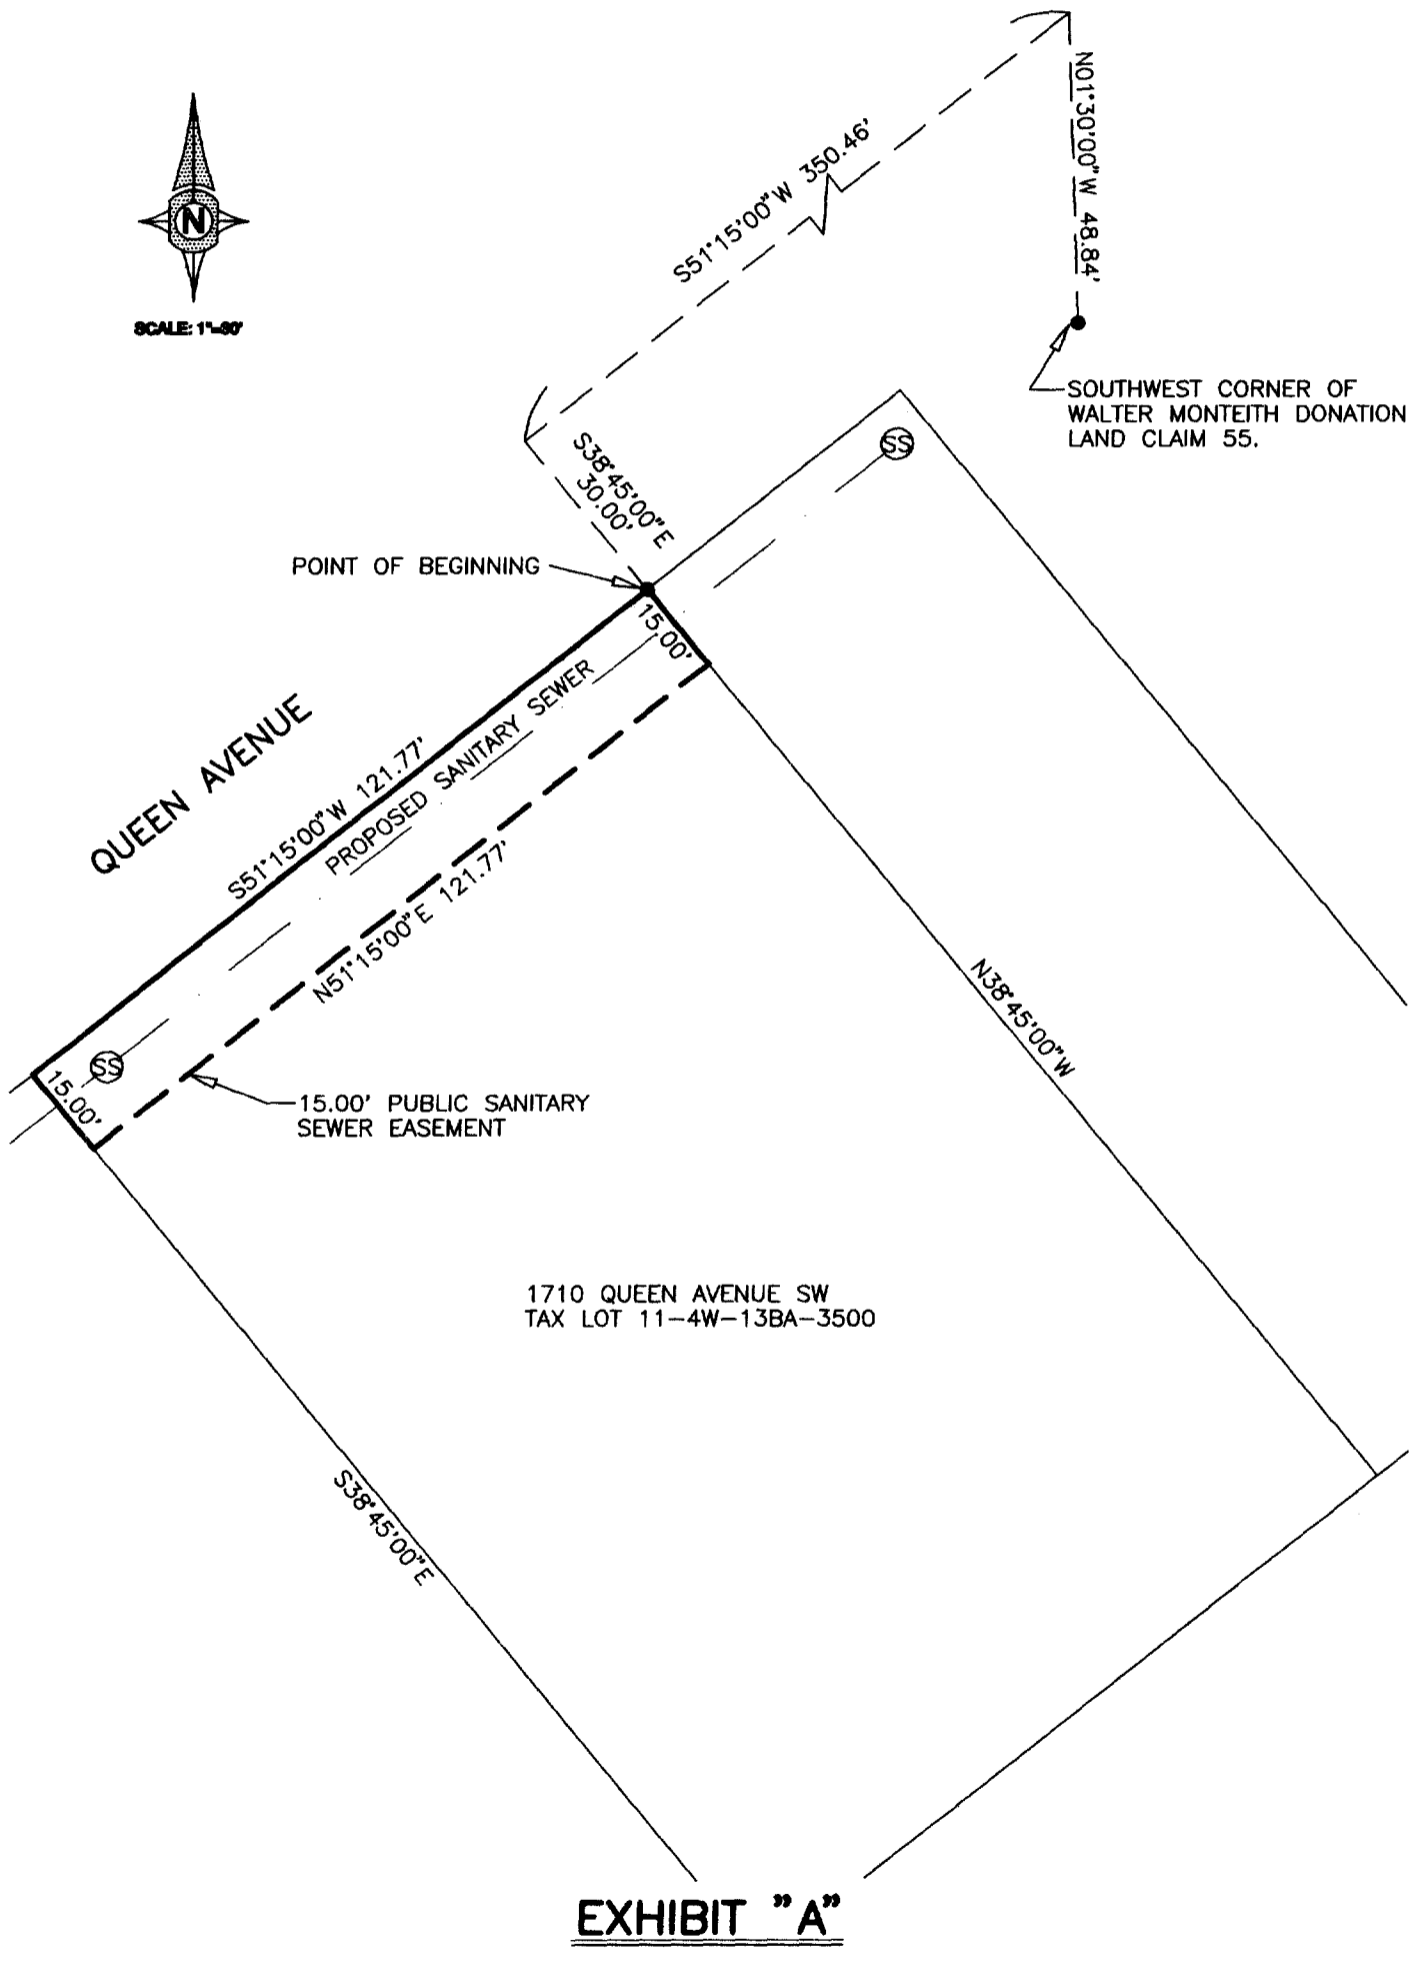 N01°30'00"W 48.84'
S51°15'00"W 350.46'
N
SCALE: 1"=
SOUTHWEST CORNER OF
WALTER MONTEITH DONATION
LAND CLAIM 55.
SS
S38°45'00"E
30.00'
POINT OF BEGINNING
15.00'
QUEEN AVENUE
S51°15'00"W 121.77'
PROPOSED SANITARY SEWER
N51°15'00"E 121.77'
N38°45'00"W
SS
15.00'
15.00' PUBLIC SANITARY
SEWER EASEMENT
1710 QUEEN AVENUE SW
TAX LOT 11-4W-13BA-3500
S38°45'00"E
EXHIBIT "A"